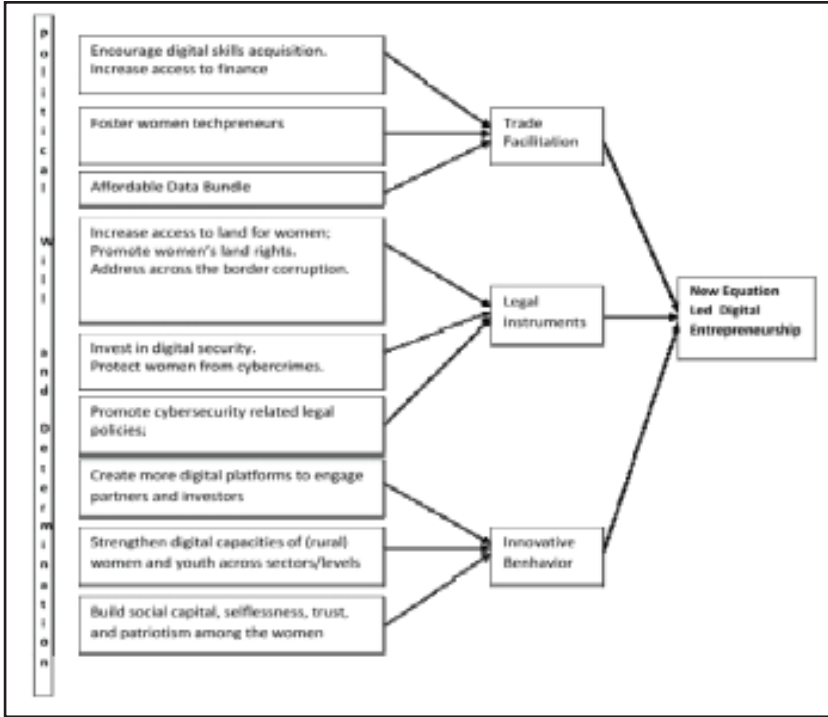 Political Will and Determination
Encourage digital skills acquisition.
Increase access to finance
Foster women techpreneurs
Affordable Data Bundle
Increase access to land for women;
Promote women's land rights.
Address across the border corruption.
Invest in digital security.
Protect women from cybercrimes.
Promote cybersecurity related legal
policies;
Create more digital platforms to engage
partners and investors
Strengthen digital capacities of (rural)
women and youth across sectors/levels
Build social capital, selflessness, trust,
and patriotism among the women
Trade
Facilitation
Legal
Instruments
Innovative
Benhavior
New Equation
Led Digital
Entrepreneurship